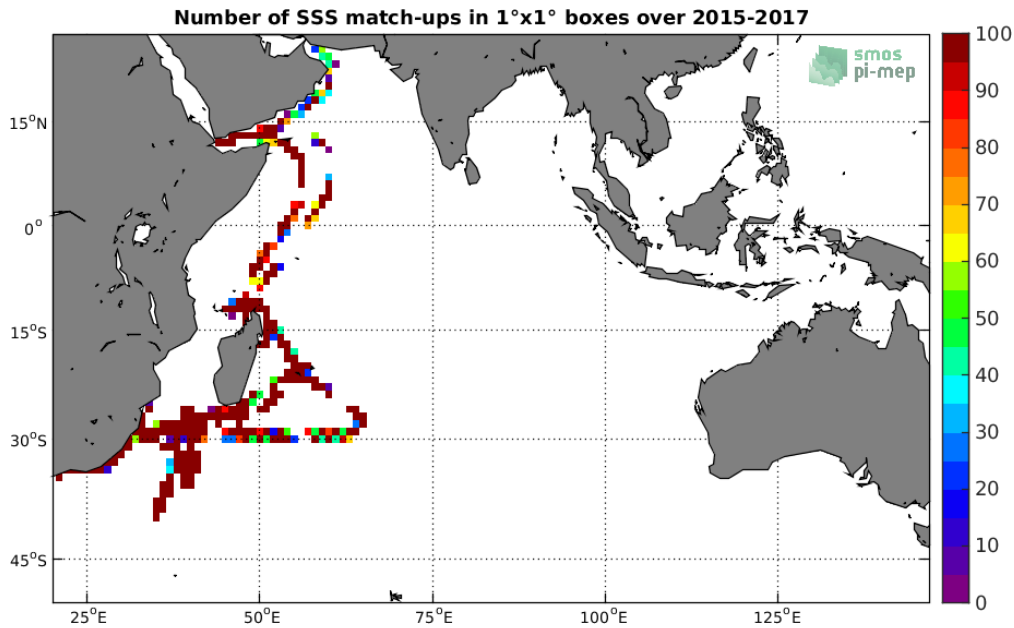 Number of SSS match-ups in 1°x1° boxes over 2015-2017
smos
pi-mep
100
90
80
70
60
50
40
30
20
10
0
15°N
0°
15°S
30°S
45°S
25°E
50°E
75°E
100°E
125°E